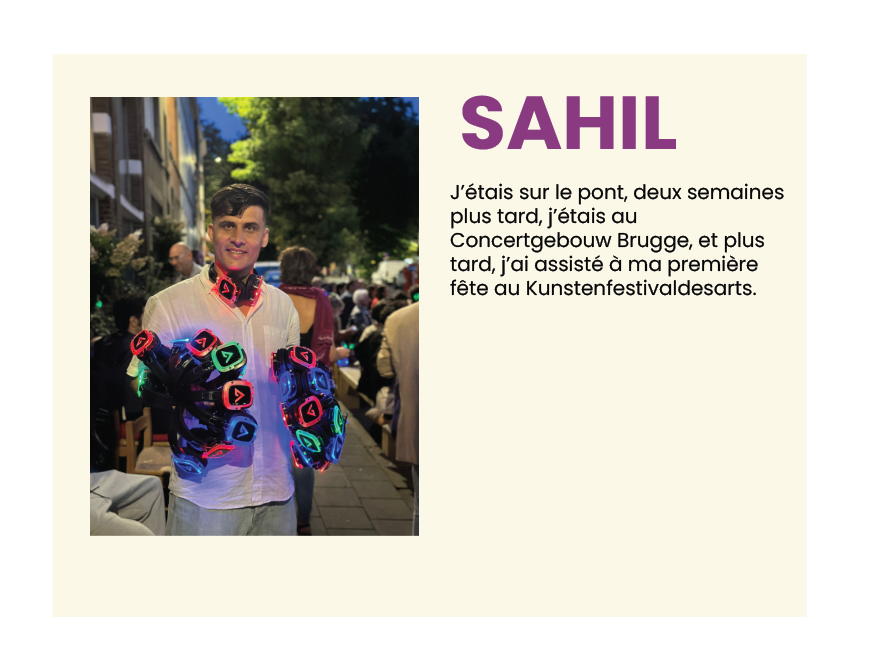 SAHIL
J’étais sur le pont, deux semaines
plus tard, j’étais au
Concertgebouw Brugge, et plus
tard, j’ai assisté à ma première
fête au Kunstenfestivaldesarts.